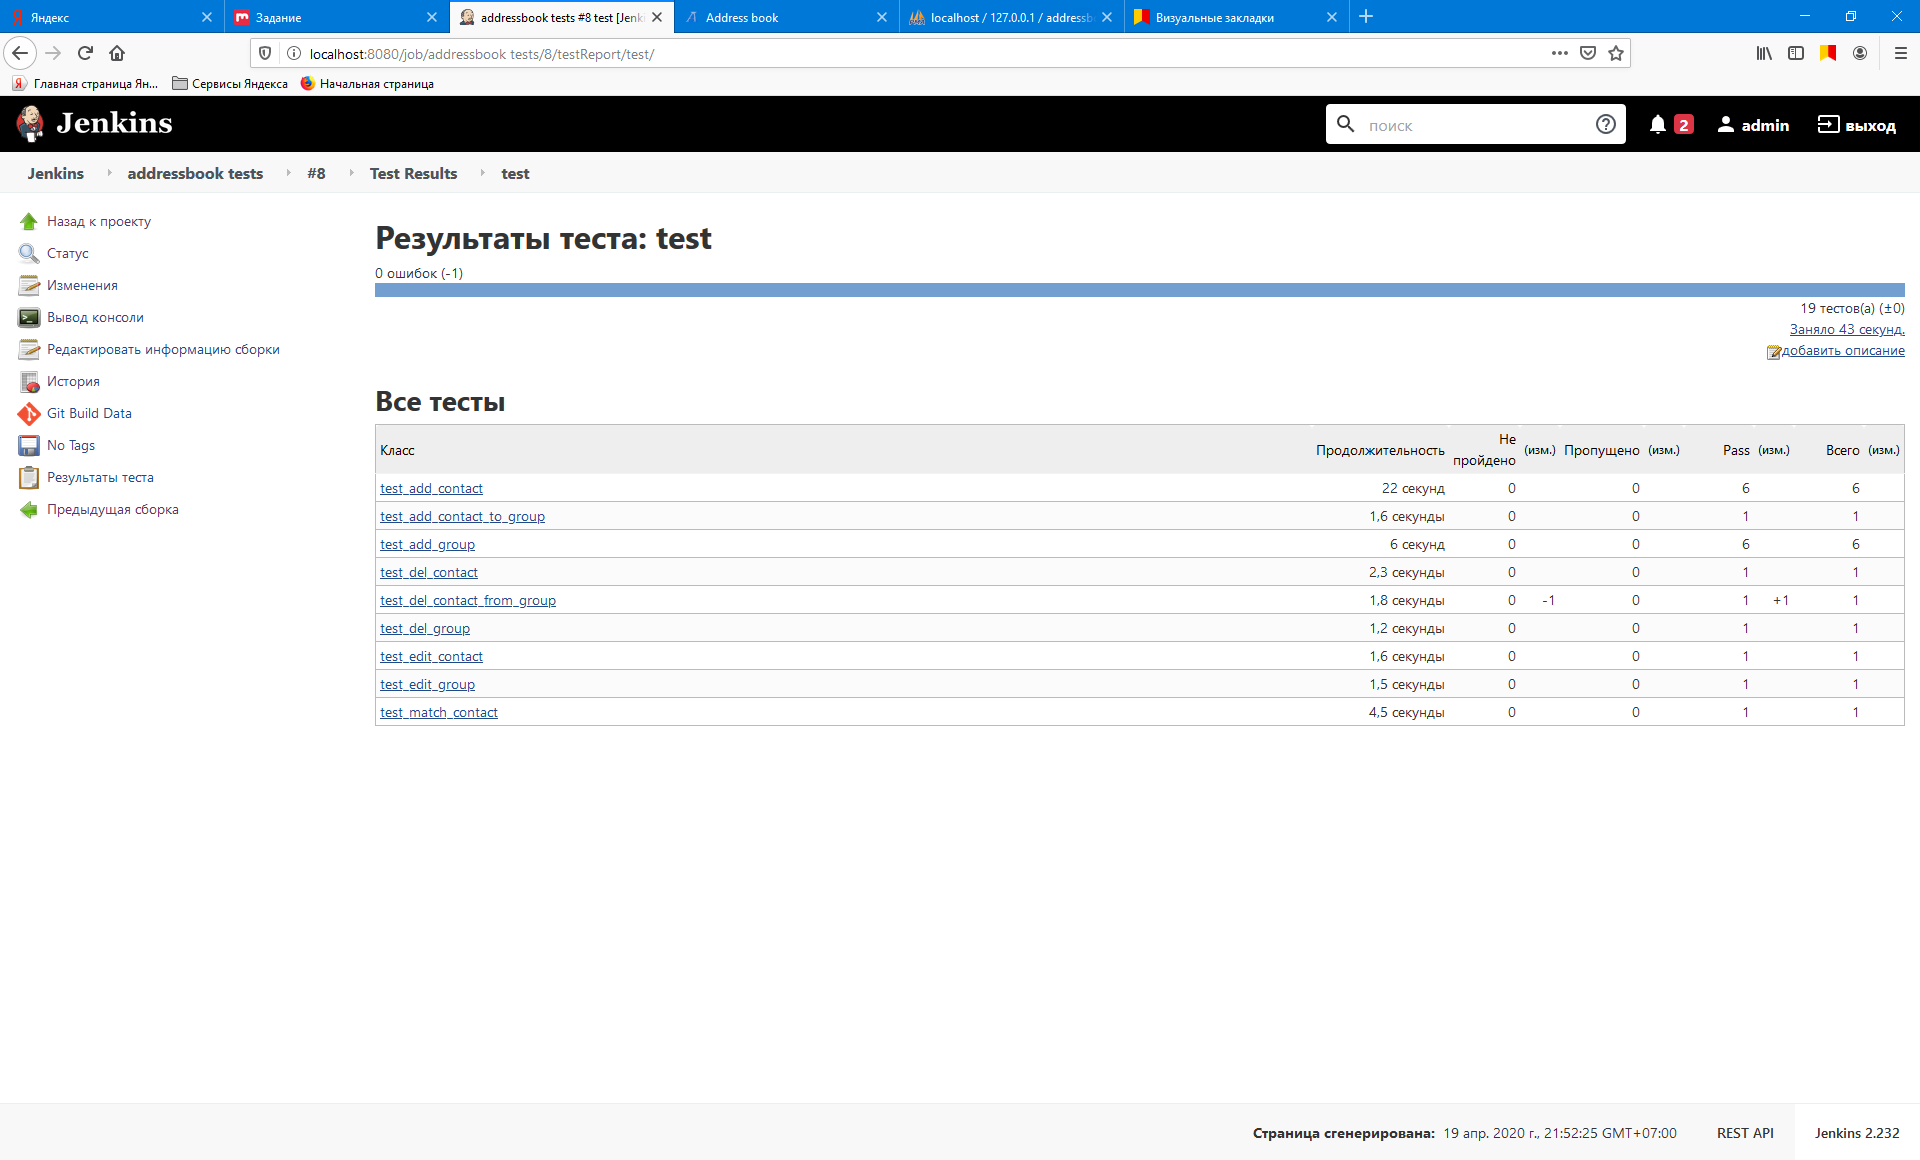 Яндекс
Задание
addressbook tests #8 test [Jenki
Address book
localhost / 127.0.0.1 / addressb
Визуальные закладки
localhost:8080/job/addressbook tests/8/testReport/test/
Главная страница Ян...
Сервисы Яндекса
Начальная страница
Jenkins
поиск
2
admin
выход
Jenkins
addressbook tests
#8
Test Results
test
Назад к проекту
Статус
Изменения
Вывод консоли
Редактировать информацию сборки
История
Git Build Data
No Tags
Результаты теста
Предыдущая сборка
Результаты теста: test
0 ошибок (-1)
19 тестов(а) (±0)
Заняло 43 секунд.
добавить описание
Все тесты
Класс Продолжительность Не пройдено (изм.) Пропущено (изм.) Pass (изм.) Всего (изм.)
test_add_contact 22 секунд 0 0 6 6
test_add_contact_to_group 1,6 секунды 0 0 1 1
test_add_group 6 секунд 0 0 6 6
test_del_contact 2,3 секунды 0 0 1 1
test_del_contact_from_group 1,8 секунды 0 -1 0 1 +1 1
test_del_group 1,2 секунды 0 0 1 1
test_edit_contact 1,6 секунды 0 0 1 1
test_edit_group 1,5 секунды 0 0 1 1
test_match_contact 4,5 секунды 0 0 1 1
Страница сгенерирована: 19 апр. 2020 г., 21:52:25 GMT+07:00
REST API
Jenkins 2.232